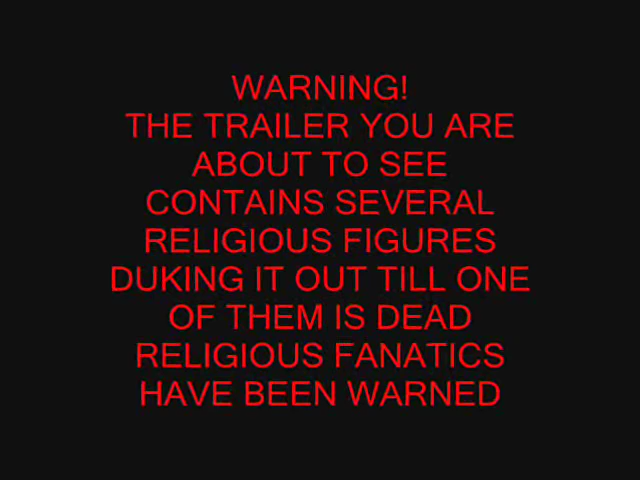 WARNING!
THE TRAILER YOU ARE
ABOUT TO SEE
CONTAINS SEVERAL
RELIGIOUS FIGURES
DUKING IT OUT TILL ONE
OF THEM IS DEAD
RELIGIOUS FANATICS
HAVE BEEN WARNED